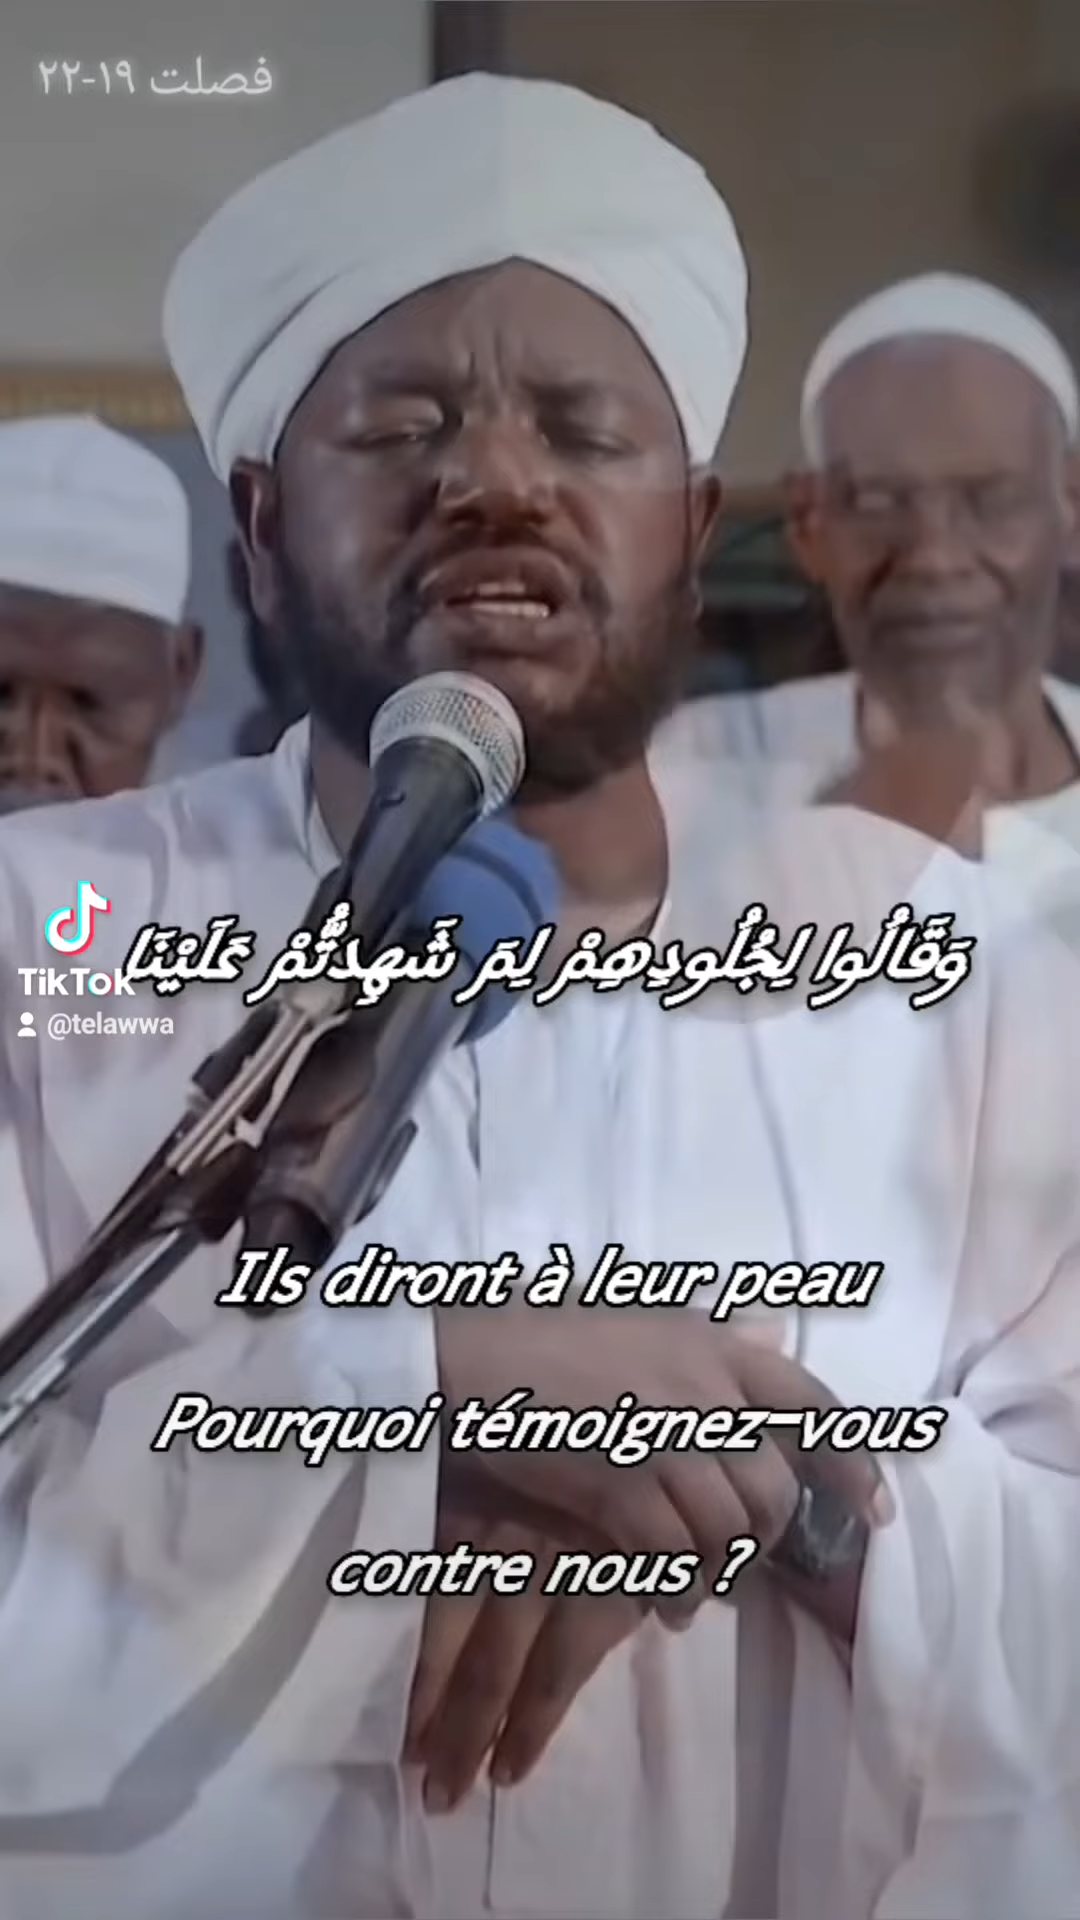 فصلت ١٩-٢٢
وَقَالُوا لِجُلُودِهِمْ لِمَ شَهِدتُّمْ عَلَيْنَا
TikTok
@telawwa
Ils diront à leur peau
Pourquoi témoignez-vous
contre nous ?